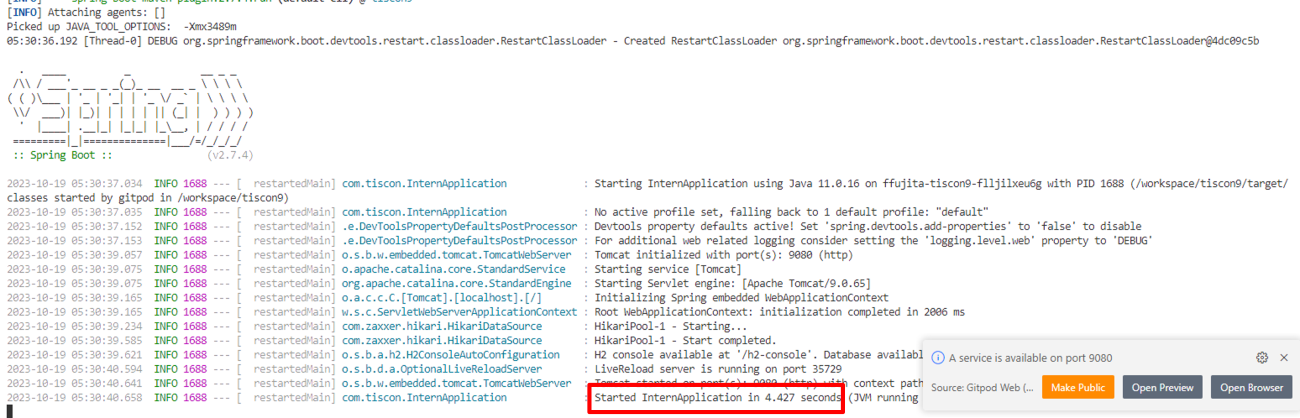 [INFO] Attaching agents: []
Picked up JAVA_TOOL_OPTIONS:  -Xmx3489m
05:30:36.192 [Thread-0] DEBUG org.springframework.boot.devtools.restart.classloader.RestartClassLoader - Created RestartClassLoader org.springframework.boot.devtools.restart.classloader.RestartClassLoader@4dc09c5b
Spring
:: Spring Boot :: (v2.7.4)
2023-10-19 05:30:37.034 INFO 1688 --- [ restartedMain] com.tiscon.InternApplication : Starting InternApplication using Java 11.0.16 on ffujita-tiscon9-flljilxeu6g with PID 1688 (/workspace/tiscon9/target/
classes started by gitpod in /workspace/tiscon9)
2023-10-19 05:30:37.035 INFO 1688 --- [ restartedMain] com.tiscon.InternApplication : No active profile set, falling back to 1 default profile: "default"
2023-10-19 05:30:37.152 INFO 1688 --- [ restartedMain] .e.DevToolsPropertyDefaultsPostProcessor : Devtools property defaults active! Set 'spring.devtools.add-properties' to 'false' to disable
2023-10-19 05:30:37.153 INFO 1688 --- [ restartedMain] .e.DevToolsPropertyDefaultsPostProcessor : For additional web related logging consider setting the 'logging.level.web' property to 'DEBUG'
2023-10-19 05:30:39.057 INFO 1688 --- [ restartedMain] o.s.b.w.embedded.tomcat.TomcatWebServer : Tomcat initialized with port(s): 9080 (http)
2023-10-19 05:30:39.075 INFO 1688 --- [ restartedMain] o.apache.catalina.core.StandardService : Starting service [Tomcat]
2023-10-19 05:30:39.075 INFO 1688 --- [ restartedMain] org.apache.catalina.core.StandardEngine : Starting Servlet engine: [Apache Tomcat/9.0.65]
2023-10-19 05:30:39.165 INFO 1688 --- [ restartedMain] o.a.c.c.C.[Tomcat].[localhost].[/] : Initializing Spring embedded WebApplicationContext
2023-10-19 05:30:39.165 INFO 1688 --- [ restartedMain] w.s.c.ServletWebServerApplicationContext : Root WebApplicationContext: initialization completed in 2006 ms
2023-10-19 05:30:39.234 INFO 1688 --- [ restartedMain] com.zaxxer.hikari.HikariDataSource : HikariPool-1 - Starting...
2023-10-19 05:30:39.585 INFO 1688 --- [ restartedMain] com.zaxxer.hikari.HikariDataSource : HikariPool-1 - Start completed.
2023-10-19 05:30:39.621 INFO 1688 --- [ restartedMain] o.s.b.a.h2.H2ConsoleAutoConfiguration : H2 console available at '/h2-console'. Database availabl
2023-10-19 05:30:40.594 INFO 1688 --- [ restartedMain] o.s.b.d.a.OptionalLiveReloadServer : LiveReload server is running on port 35729
2023-10-19 05:30:40.641 INFO 1688 --- [ restartedMain] o.s.b.w.embedded.tomcat.TomcatWebServer : Tomcat started on port(s): 9080 (http) with context path
2023-10-19 05:30:40.658 INFO 1688 --- [ restartedMain] com.tiscon.InternApplication : Started InternApplication in 4.427 seconds (JVM running
A service is available on port 9080
Source: Gitpod Web (...
Make Public
Open Preview
Open Browser